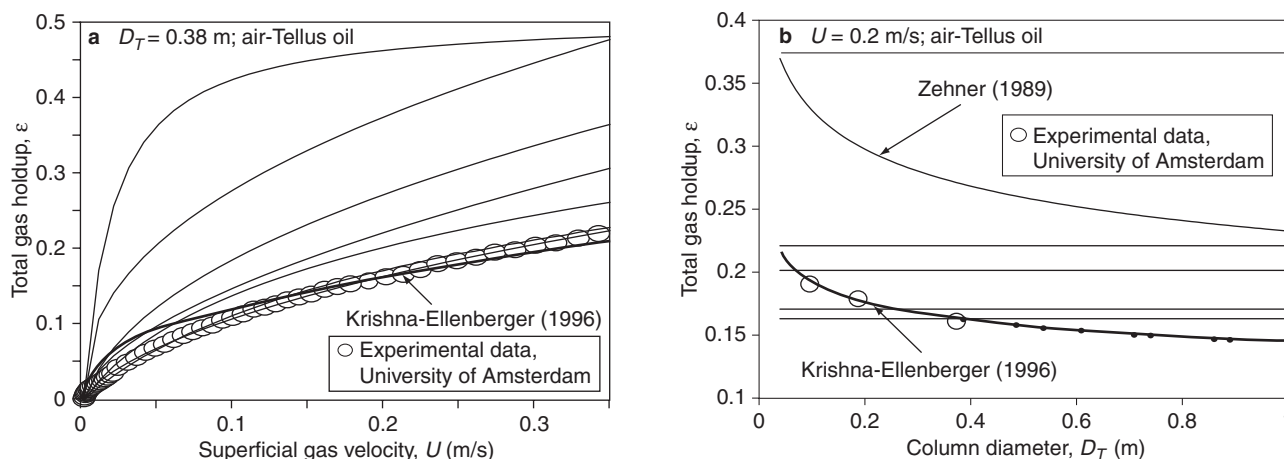 a D_T = 0.38 m; air-Tellus oil
Total gas holdup, ε
0.5
0.4
0.3
0.2
0.1
0
Krishna-Ellenberger (1996)
Experimental data,
University of Amsterdam
0 0.1 0.2 0.3
Superficial gas velocity, U (m/s)
b U = 0.2 m/s; air-Tellus oil
Total gas holdup, ε
0.4
0.35
0.3
0.25
0.2
0.15
0.1
Zehner (1989)
Experimental data,
University of Amsterdam
Krishna-Ellenberger
(1996)
0 0.2 0.4 0.6 0.8
Column diameter, D_T (m)